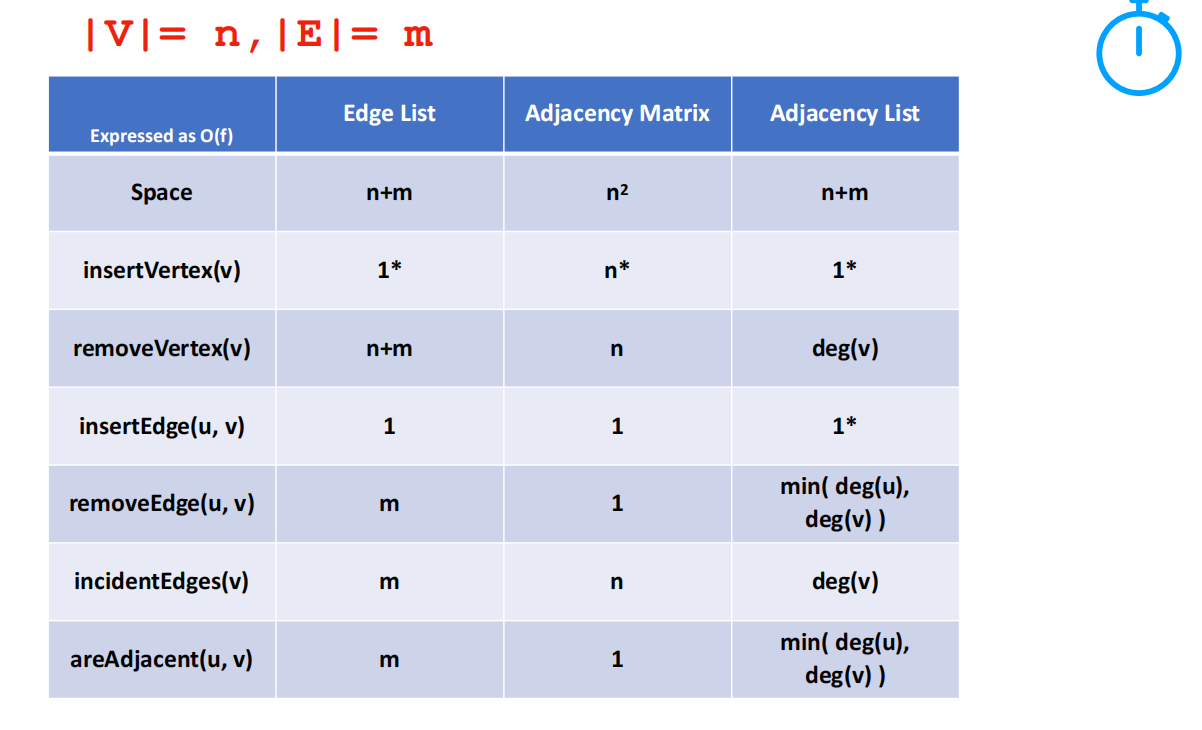 |V|= n,|E|= m
Expressed as O(f)
Edge List
Adjacency Matrix
Adjacency List
Space
n+m
n²
n+m
insertVertex(v)
1*
n*
1*
removeVertex(v)
n+m
n
deg(v)
insertEdge(u, v)
1
1
1*
removeEdge(u, v)
m
1
min( deg(u),
deg(v) )
incidentEdges(v)
m
n
deg(v)
areAdjacent(u, v)
m
1
min( deg(u),
deg(v) )